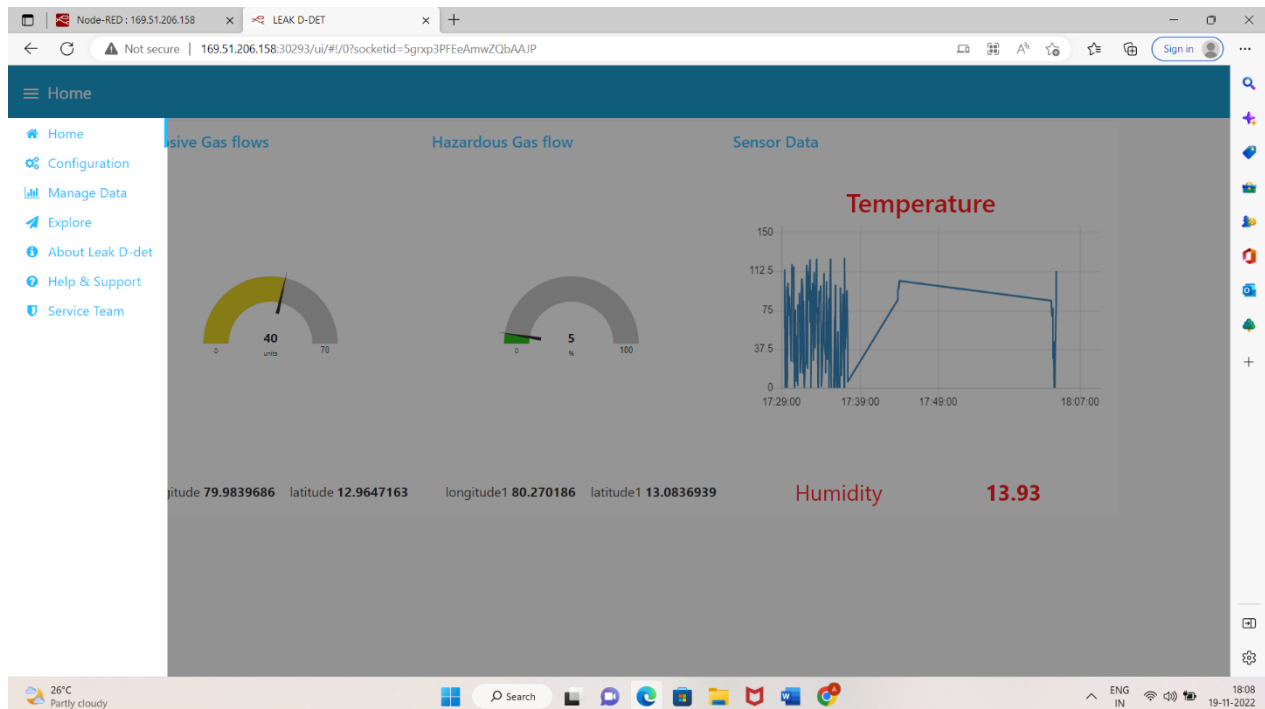 Node-RED : 169.51.206.158
LEAK D-DET
Not secure | 169.51.206.158:30293/ui/#!/0?socketid=5grxp3PFEeAmwZQbAAJP
Sign in
Home
Home
Configuration
Manage Data
Explore
About Leak D-det
Help & Support
Service Team
osive Gas flows
40
units
0
70
gitude 79.9839686 latitude 12.9647163
Hazardous Gas flow
5
%
0
100
longitude1 80.270186 latitude1 13.0836939
Sensor Data
Temperature
150
112.5
75
37.5
0
17:29:00 17:39:00 17:49:00 18:07:00
Humidity 13.93
26°C
Partly cloudy
Search
ENG
IN
18:08
19-11-2022